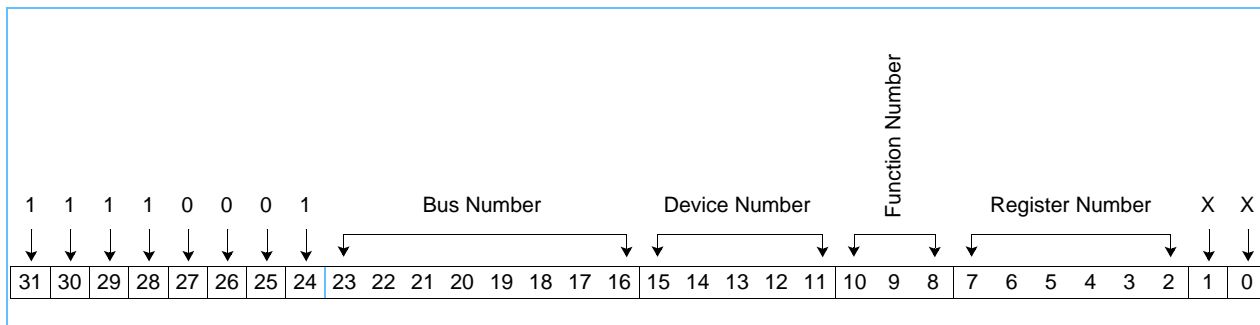 Function Number
1 1 1 1 0 0 0 1 Bus Number Device Number Register Number X X
31 30 29 28 27 26 25 24 23 22 21 20 19 18 17 16 15 14 13 12 11 10 9 8 7 6 5 4 3 2 1 0